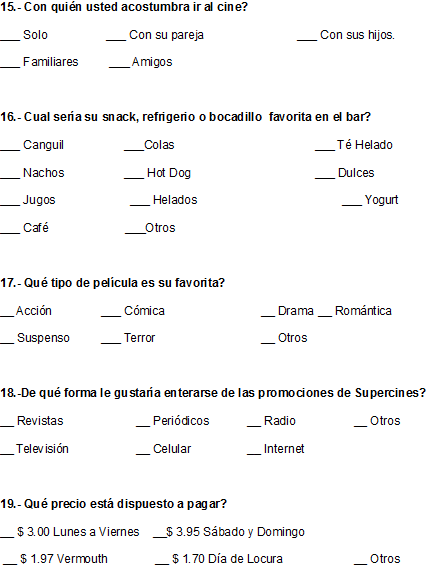 15.- Con quién usted acostumbra ir al cine?
___ Solo ___ Con su pareja ___ Con sus hijos.
___ Familiares ___ Amigos
16.- Cual sería su snack, refrigerio o bocadillo favorita en el bar?
___ Canguil ___Colas ___ Té Helado
___ Nachos ___ Hot Dog ___ Dulces
___ Jugos ___ Helados ___ Yogurt
___ Café ___Otros
17.- Qué tipo de película es su favorita?
__ Acción ___ Cómica __ Drama __ Romántica
__ Suspenso ___ Terror __ Otros
18.-De qué forma le gustaría enterarse de las promociones de Supercines?
__ Revistas __ Periódicos __ Radio __ Otros
__ Televisión __ Celular __ Internet
19.- Qué precio está dispuesto a pagar?
__ $ 3.00 Lunes a Viernes __$ 3.95 Sábado y Domingo
__ $ 1.97 Vermouth __ $ 1.70 Día de Locura __ Otros